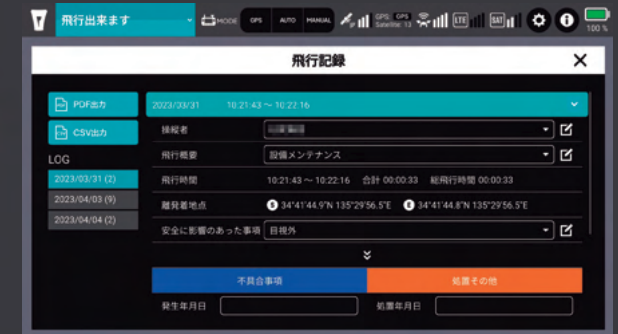 飛行出来ます MODE GPS AUTO MANUAL GPS: GPS Satellite: 13 LTE SAT 100 %
飛行記録 ×
PDF出力 2023/03/31 10:21:43 ～ 10:22:16
CSV出力 操縦者
LOG 飛行概要 設備メンテナンス
2023/03/31 (2) 飛行時間 10:21:43 ～ 10:22:16 合計 00:00:33 総飛行時間 00:00:33
2023/04/03 (9) 離発着地点 S 34°41'44.9"N 135°29'56.5"E E 34°41'44.8"N 135°29'56.5"E
2023/04/04 (2)
安全に影響のあった事項 目視外
不具合事項 処置その他
発生年月日 処置年月日